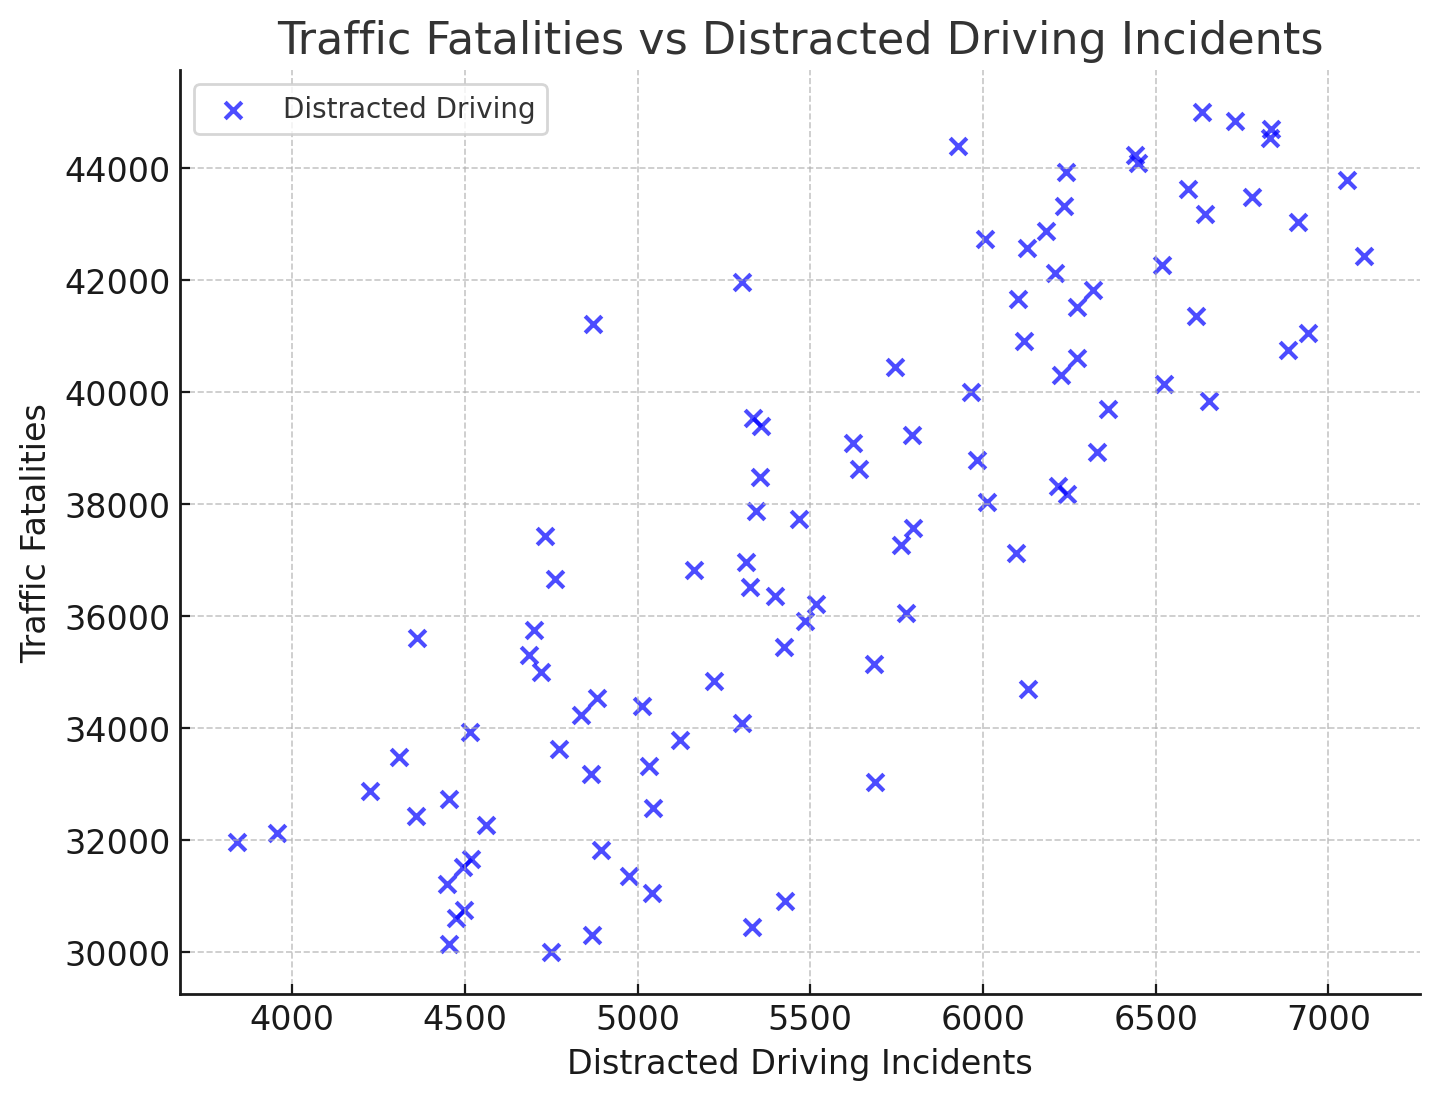 Traffic Fatalities vs Distracted Driving Incidents
Distracted Driving
44000
42000
40000
38000
36000
34000
32000
30000
Traffic Fatalities
4000 4500 5000 5500 6000 6500 7000
Distracted Driving Incidents